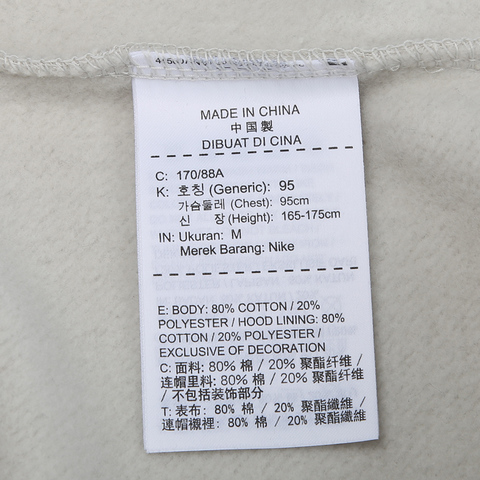 MADE IN CHINA
中国製
DIBUAT DI CINA
C: 170/88A
K: 호칭 (Generic): 95
가슴둘레 (Chest): 95cm
신 장 (Height): 165-175cm
IN: Ukuran: M
Merek Barang: Nike
E: BODY: 80% COTTON / 20%
POLYESTER / HOOD LINING: 80%
COTTON / 20% POLYESTER /
EXCLUSIVE OF DECORATION
C: 面料: 80% 棉 / 20% 聚酯纤维 /
连帽里料: 80% 棉 / 20% 聚酯纤维
/ 不包括装饰部分
T: 表布: 80% 棉 / 20% 聚酯纖維 /
連帽襯裡: 80% 棉 / 20% 聚酯纖維